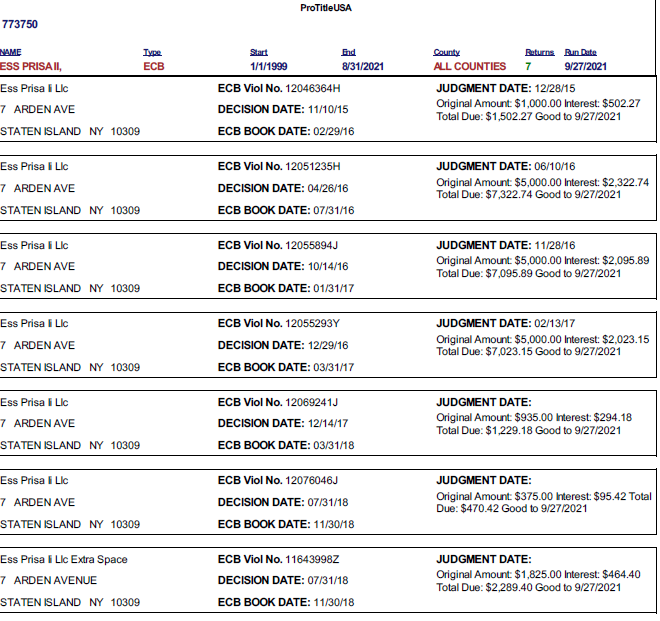 ProTitleUSA
773750
NAME Type Start End County Returns Run Date
ESS PRISA II, ECB 1/1/1999 8/31/2021 ALL COUNTIES 7 9/27/2021
Ess Prisa Ii Llc ECB Viol No. 12046364H JUDGMENT DATE: 12/28/15
7 ARDEN AVE DECISION DATE: 11/10/15 Original Amount: $1,000.00 Interest: $502.27
Total Due: $1,502.27 Good to 9/27/2021
STATEN ISLAND NY 10309 ECB BOOK DATE: 02/29/16
Ess Prisa Ii Llc ECB Viol No. 12051235H JUDGMENT DATE: 06/10/16
7 ARDEN AVE DECISION DATE: 04/26/16 Original Amount: $5,000.00 Interest: $2,322.74
Total Due: $7,322.74 Good to 9/27/2021
STATEN ISLAND NY 10309 ECB BOOK DATE: 07/31/16
Ess Prisa Ii Llc ECB Viol No. 12055894J JUDGMENT DATE: 11/28/16
7 ARDEN AVE DECISION DATE: 10/14/16 Original Amount: $5,000.00 Interest: $2,095.89
Total Due: $7,095.89 Good to 9/27/2021
STATEN ISLAND NY 10309 ECB BOOK DATE: 01/31/17
Ess Prisa Ii Llc ECB Viol No. 12055293Y JUDGMENT DATE: 02/13/17
7 ARDEN AVE DECISION DATE: 12/29/16 Original Amount: $5,000.00 Interest: $2,023.15
Total Due: $7,023.15 Good to 9/27/2021
STATEN ISLAND NY 10309 ECB BOOK DATE: 03/31/17
Ess Prisa Ii Llc ECB Viol No. 12069241J JUDGMENT DATE:
7 ARDEN AVE DECISION DATE: 12/14/17 Original Amount: $935.00 Interest: $294.18
Total Due: $1,229.18 Good to 9/27/2021
STATEN ISLAND NY 10309 ECB BOOK DATE: 03/31/18
Ess Prisa Ii Llc ECB Viol No. 12076046J JUDGMENT DATE:
7 ARDEN AVE DECISION DATE: 07/31/18 Original Amount: $375.00 Interest: $95.42 Total
Due: $470.42 Good to 9/27/2021
STATEN ISLAND NY 10309 ECB BOOK DATE: 11/30/18
Ess Prisa Ii Llc Extra Space ECB Viol No. 11643998Z JUDGMENT DATE:
7 ARDEN AVENUE DECISION DATE: 07/31/18 Original Amount: $1,825.00 Interest: $464.40
Total Due: $2,289.40 Good to 9/27/2021
STATEN ISLAND NY 10309 ECB BOOK DATE: 11/30/18